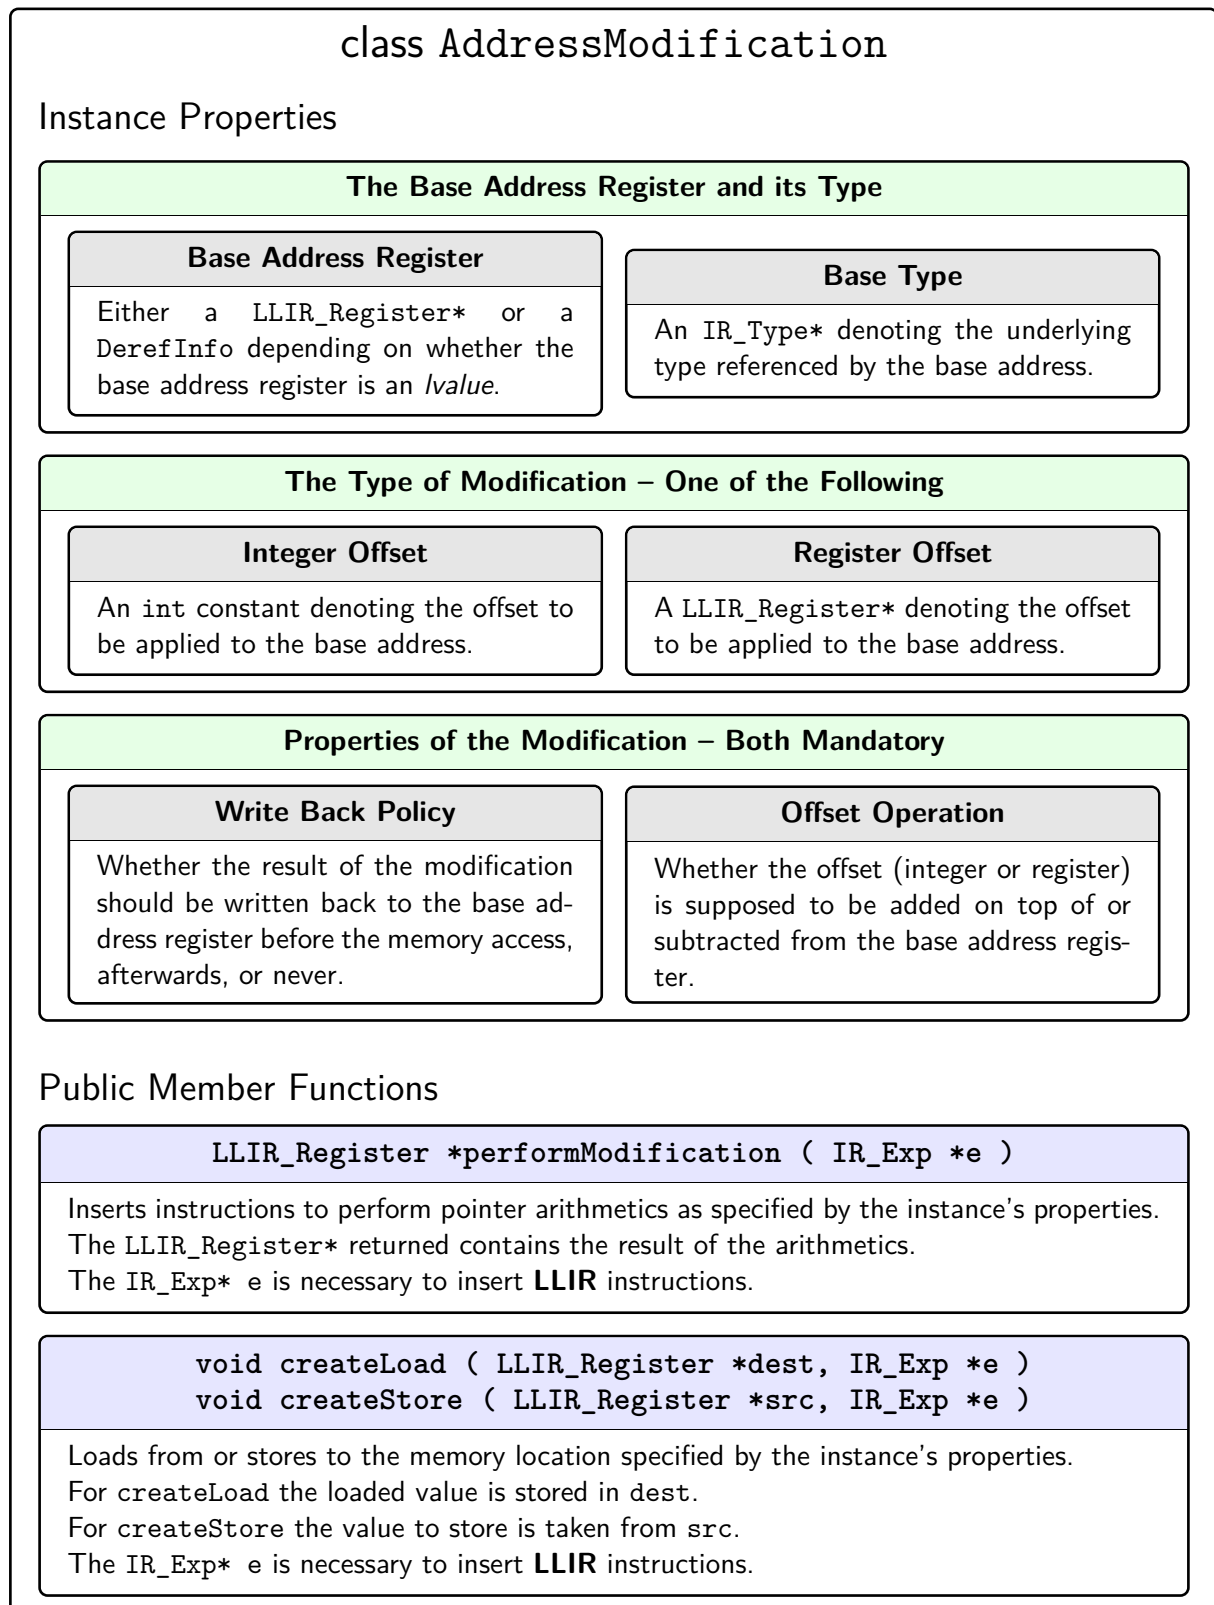 class AddressModification
Instance Properties
The Base Address Register and its Type
Base Address Register
Either a LLIR_Register* or a
DerefInfo depending on whether the
base address register is an lvalue.
Base Type
An IR_Type* denoting the underlying
type referenced by the base address.
The Type of Modification – One of the Following
Integer Offset
An int constant denoting the offset to
be applied to the base address.
Register Offset
A LLIR_Register* denoting the offset
to be applied to the base address.
Properties of the Modification – Both Mandatory
Write Back Policy
Whether the result of the modification
should be written back to the base ad-
dress register before the memory access,
afterwards, or never.
Offset Operation
Whether the offset (integer or register)
is supposed to be added on top of or
subtracted from the base address regis-
ter.
Public Member Functions
LLIR_Register *performModification ( IR_Exp *e )
Inserts instructions to perform pointer arithmetics as specified by the instance's properties.
The LLIR_Register* returned contains the result of the arithmetics.
The IR_Exp* e is necessary to insert LLIR instructions.
void createLoad ( LLIR_Register *dest, IR_Exp *e )
void createStore ( LLIR_Register *src, IR_Exp *e )
Loads from or stores to the memory location specified by the instance's properties.
For createLoad the loaded value is stored in dest.
For createStore the value to store is taken from src.
The IR_Exp* e is necessary to insert LLIR instructions.